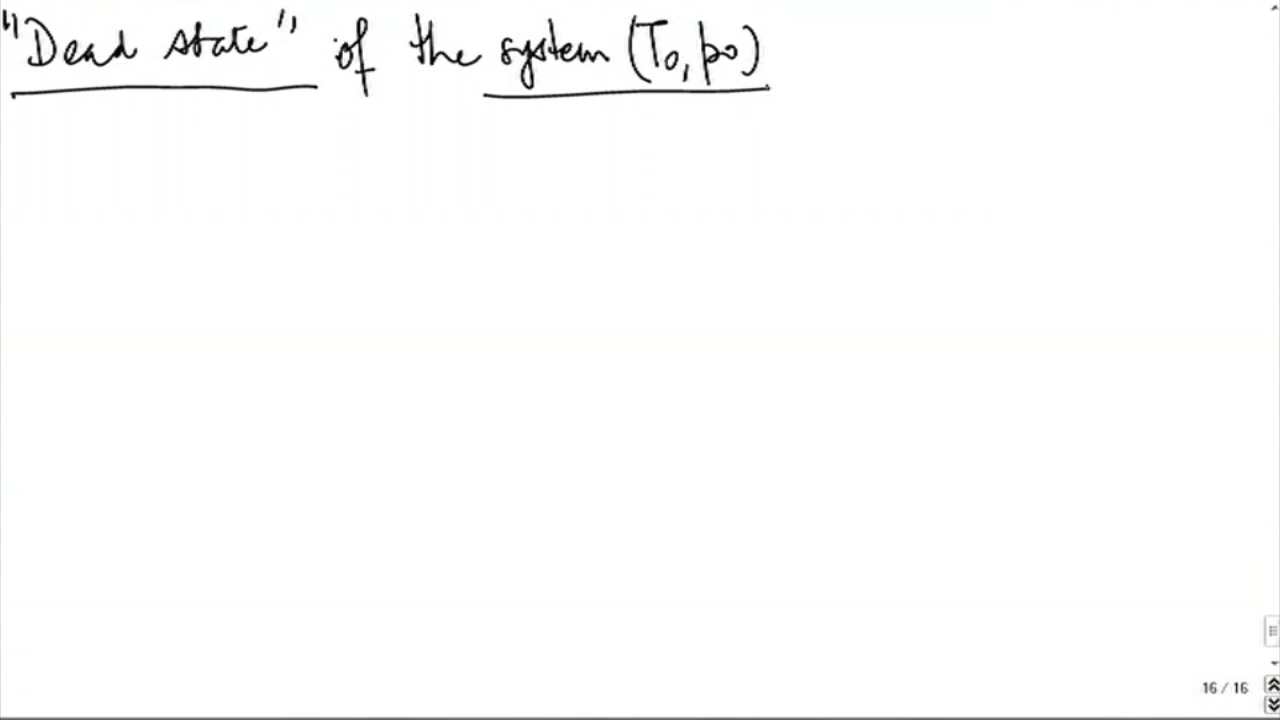 "Dead state" of the system (T₀, p₀)
16 / 16